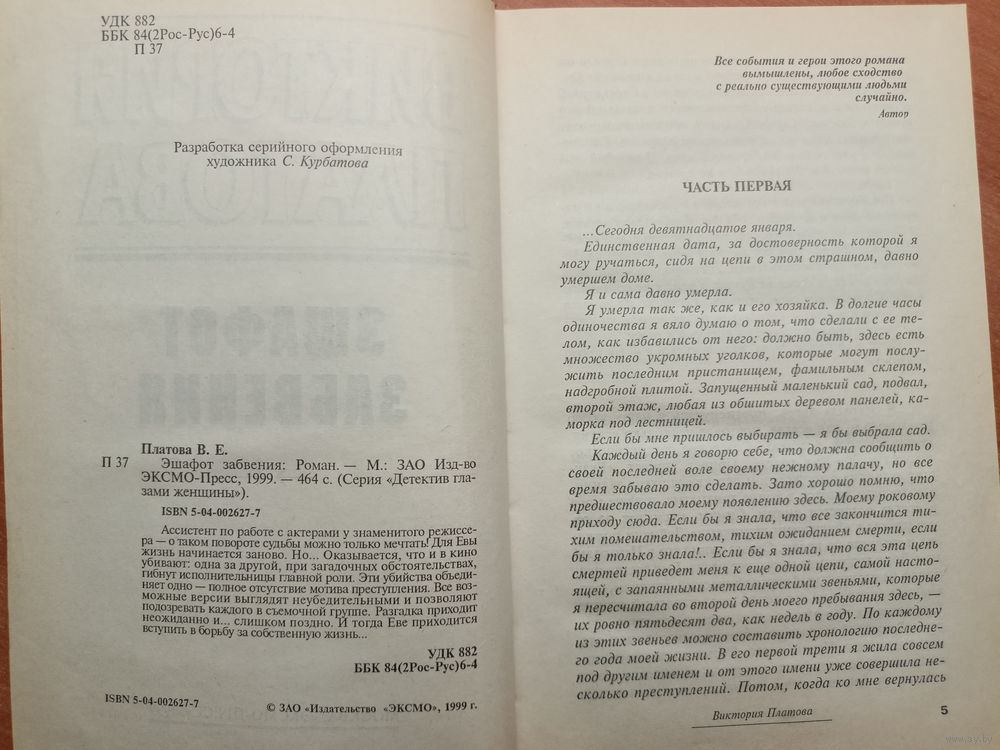 УДК 882
ББК 84(2Рос-Рус)6-4
П 37
Разработка серийного оформления
художника С. Курбатова
Платова В. Е.
П 37 Эшафот забвения: Роман. — М.: ЗАО Изд-во
ЭКСМО-Пресс, 1999. — 464 с. (Серия «Детектив гла-
зами женщины»).
ISBN 5-04-002627-7
Ассистент по работе с актерами у знаменитого режиссе-
ра — о таком повороте судьбы можно только мечтать! Для Евы
жизнь начинается заново. Но... Оказывается, что и в кино
убивают: одна за другой, при загадочных обстоятельствах,
гибнут исполнительницы главной роли. Эти убийства объеди-
няет одно — полное отсутствие мотива преступления. Все воз-
можные версии выглядят неубедительными и позволяют
подозревать каждого в съемочной группе. Разгадка приходит
неожиданно и... слишком поздно. И тогда Еве приходится
вступить в борьбу за собственную жизнь...
УДК 882
ББК 84(2Рос-Рус)6-4
ISBN 5-04-002627-7
© ЗАО «Издательство «ЭКСМО», 1999 г.
Все события и герои этого романа
вымышлены, любое сходство
с реально существующими людьми
случайно.
Автор
ЧАСТЬ ПЕРВАЯ
...Сегодня девятнадцатое января.
Единственная дата, за достоверность которой я
могу ручаться, сидя на цепи в этом страшном, давно
умершем доме.
Я и сама давно умерла.
Я умерла так же, как и его хозяйка. В долгие часы
одиночества я вяло думаю о том, что сделали с ее те-
лом, как избавились от него: должно быть, здесь есть
множество укромных уголков, которые могут послу-
жить последним пристанищем, фамильным склепом,
надгробной плитой. Запущенный маленький сад, подвал,
второй этаж, любая из обшитых деревом панелей, ка-
морка под лестницей.
Если бы мне пришлось выбирать — я бы выбрала сад.
Каждый день я говорю себе, что должна сообщить о
своей последней воле своему нежному палачу, но все
время забываю это сделать. Зато хорошо помню, что
предшествовало моему появлению здесь. Моему роковому
приходу сюда. Если бы я знала, что все закончится ти-
хим помешательством, тихим ожиданием смерти, если
бы я только знала!.. Если бы я знала, что вся эта цепь
смертей приведет меня к еще одной цепи, самой насто-
ящей, с запаянными металлическими звеньями, которые
я пересчитала во второй день моего пребывания здесь, —
их ровно пятьдесят два, как недель в году. По каждому
из этих звеньев можно составить хронологию последне-
го года моей жизни. В его первой трети я жила совсем
под другим именем и от этого имени уже совершила не-
сколько преступлений. Потом, когда ко мне вернулась
Виктория Платова
5